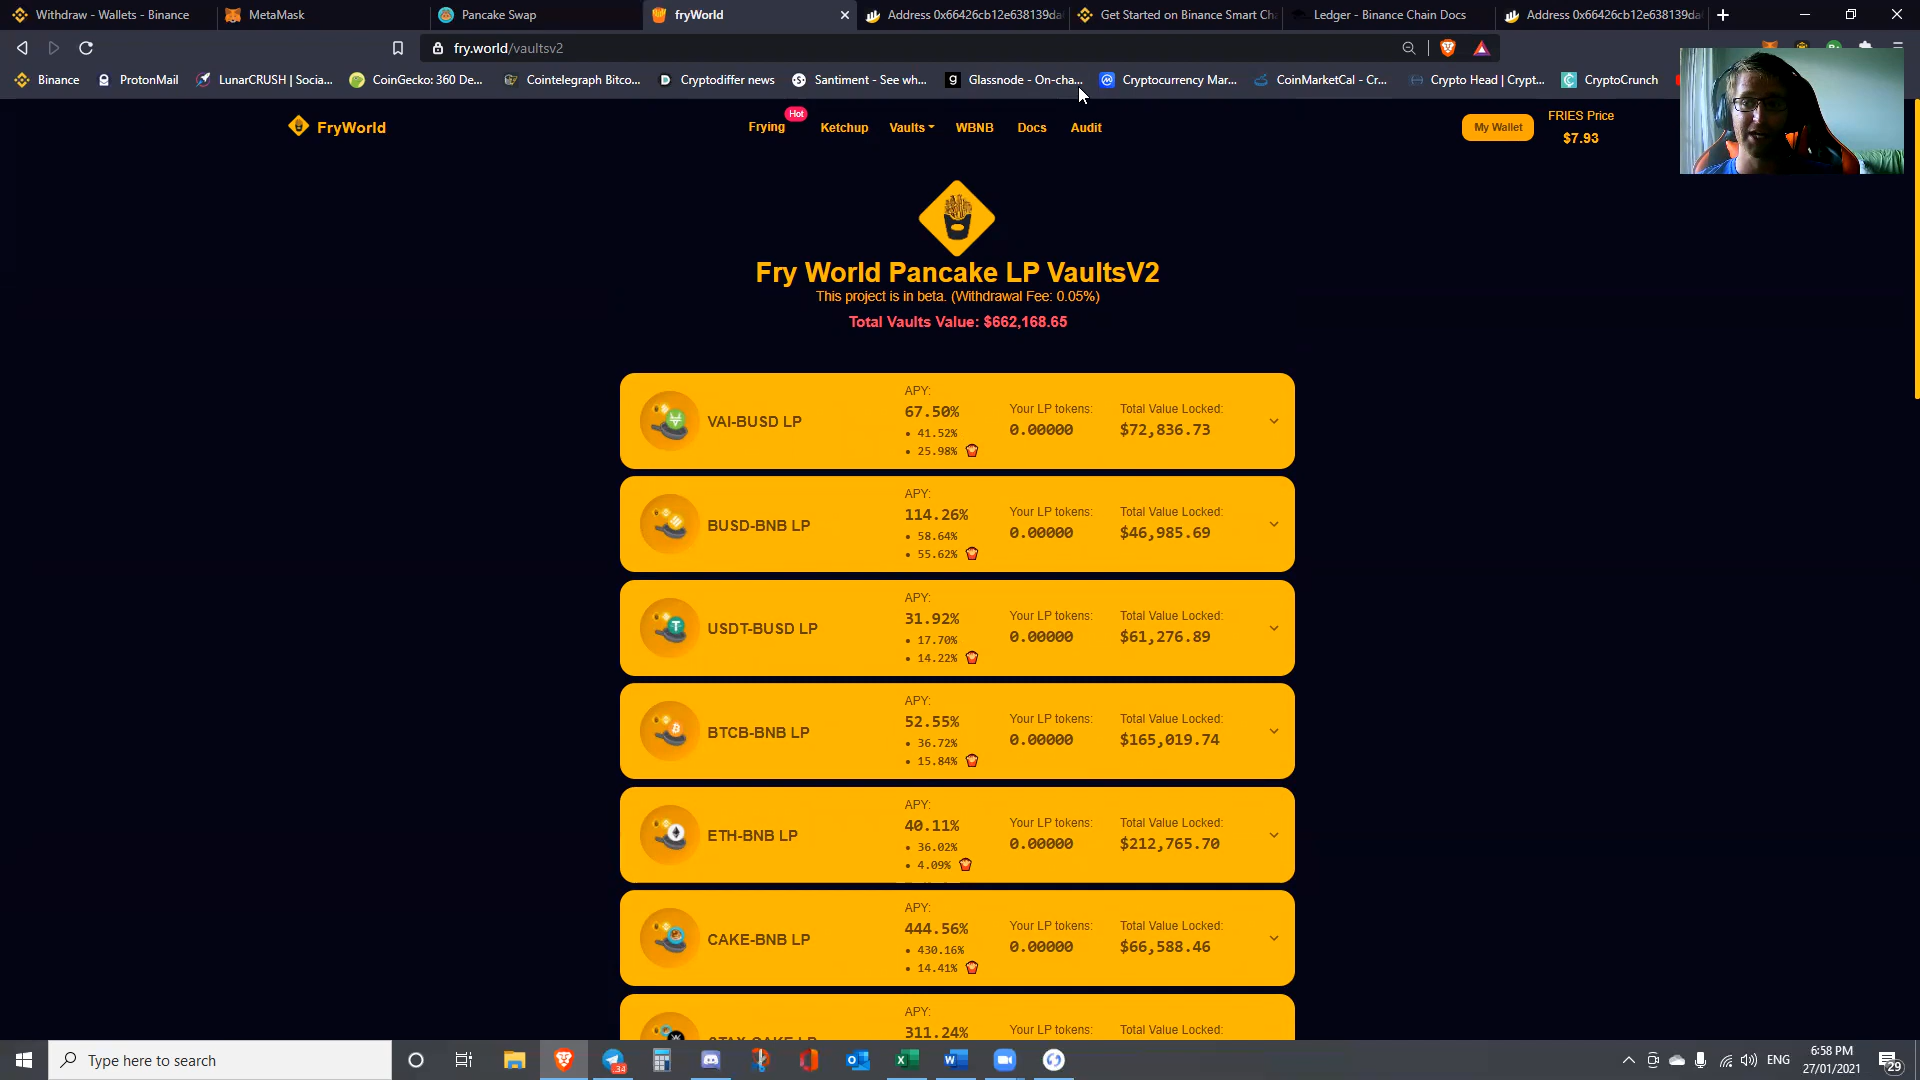 Withdraw - Wallets - Binance
MetaMask
Pancake Swap
fryWorld
Address 0x66426cb12e638139da
Get Started on Binance Smart Ch
Ledger - Binance Chain Docs
Address 0x66426cb12e638139da
fry.world/vaultsv2
Binance
ProtonMail
LunarCRUSH | Socia...
CoinGecko: 360 De...
Cointelegraph Bitco...
Cryptodiffer news
Santiment - See wh...
Glassnode - On-cha...
Cryptocurrency Mar...
CoinMarketCal - Cr...
Crypto Head | Crypt...
CryptoCrunch
FryWorld
Frying
Hot
Ketchup
Vaults
WBNB
Docs
Audit
My Wallet
FRIES Price
$7.93
Fry World Pancake LP VaultsV2
This project is in beta. (Withdrawal Fee: 0.05%)
Total Vaults Value: $662,168.65
VAI-BUSD LP
APY:
67.50%
• 41.52%
• 25.98%
Your LP tokens:
0.00000
Total Value Locked:
$72,836.73
BUSD-BNB LP
APY:
114.26%
• 58.64%
• 55.62%
Your LP tokens:
0.00000
Total Value Locked:
$46,985.69
USDT-BUSD LP
APY:
31.92%
• 17.70%
• 14.22%
Your LP tokens:
0.00000
Total Value Locked:
$61,276.89
BTCB-BNB LP
APY:
52.55%
• 36.72%
• 15.84%
Your LP tokens:
0.00000
Total Value Locked:
$165,019.74
ETH-BNB LP
APY:
40.11%
• 36.02%
• 4.09%
Your LP tokens:
0.00000
Total Value Locked:
$212,765.70
CAKE-BNB LP
APY:
444.56%
• 430.16%
• 14.41%
Your LP tokens:
0.00000
Total Value Locked:
$66,588.46
APY:
311.24%
Your LP tokens:
Total Value Locked:
Type here to search
34
ENG
6:58 PM
27/01/2021
29